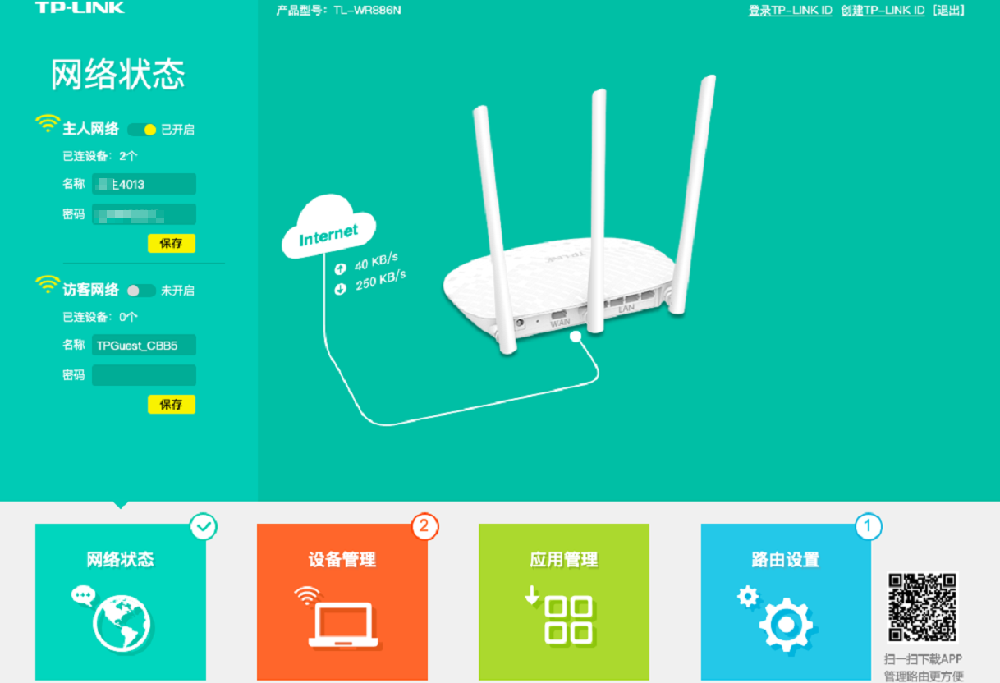 TP-LINK
产品型号：TL-WR886N
登录TP-LINK ID 创建TP-LINK ID [退出]
网络状态
主人网络 已开启
已连设备：2个
名称 4013
密码
保存
访客网络 未开启
已连设备：0个
名称 TPGuest_CBB5
密码
保存
Internet
40 KB/s
250 KB/s
TP-LINK
WAN
LAN
网络状态
设备管理
2
应用管理
路由设置
1
扫一扫下载APP
管理路由更方便